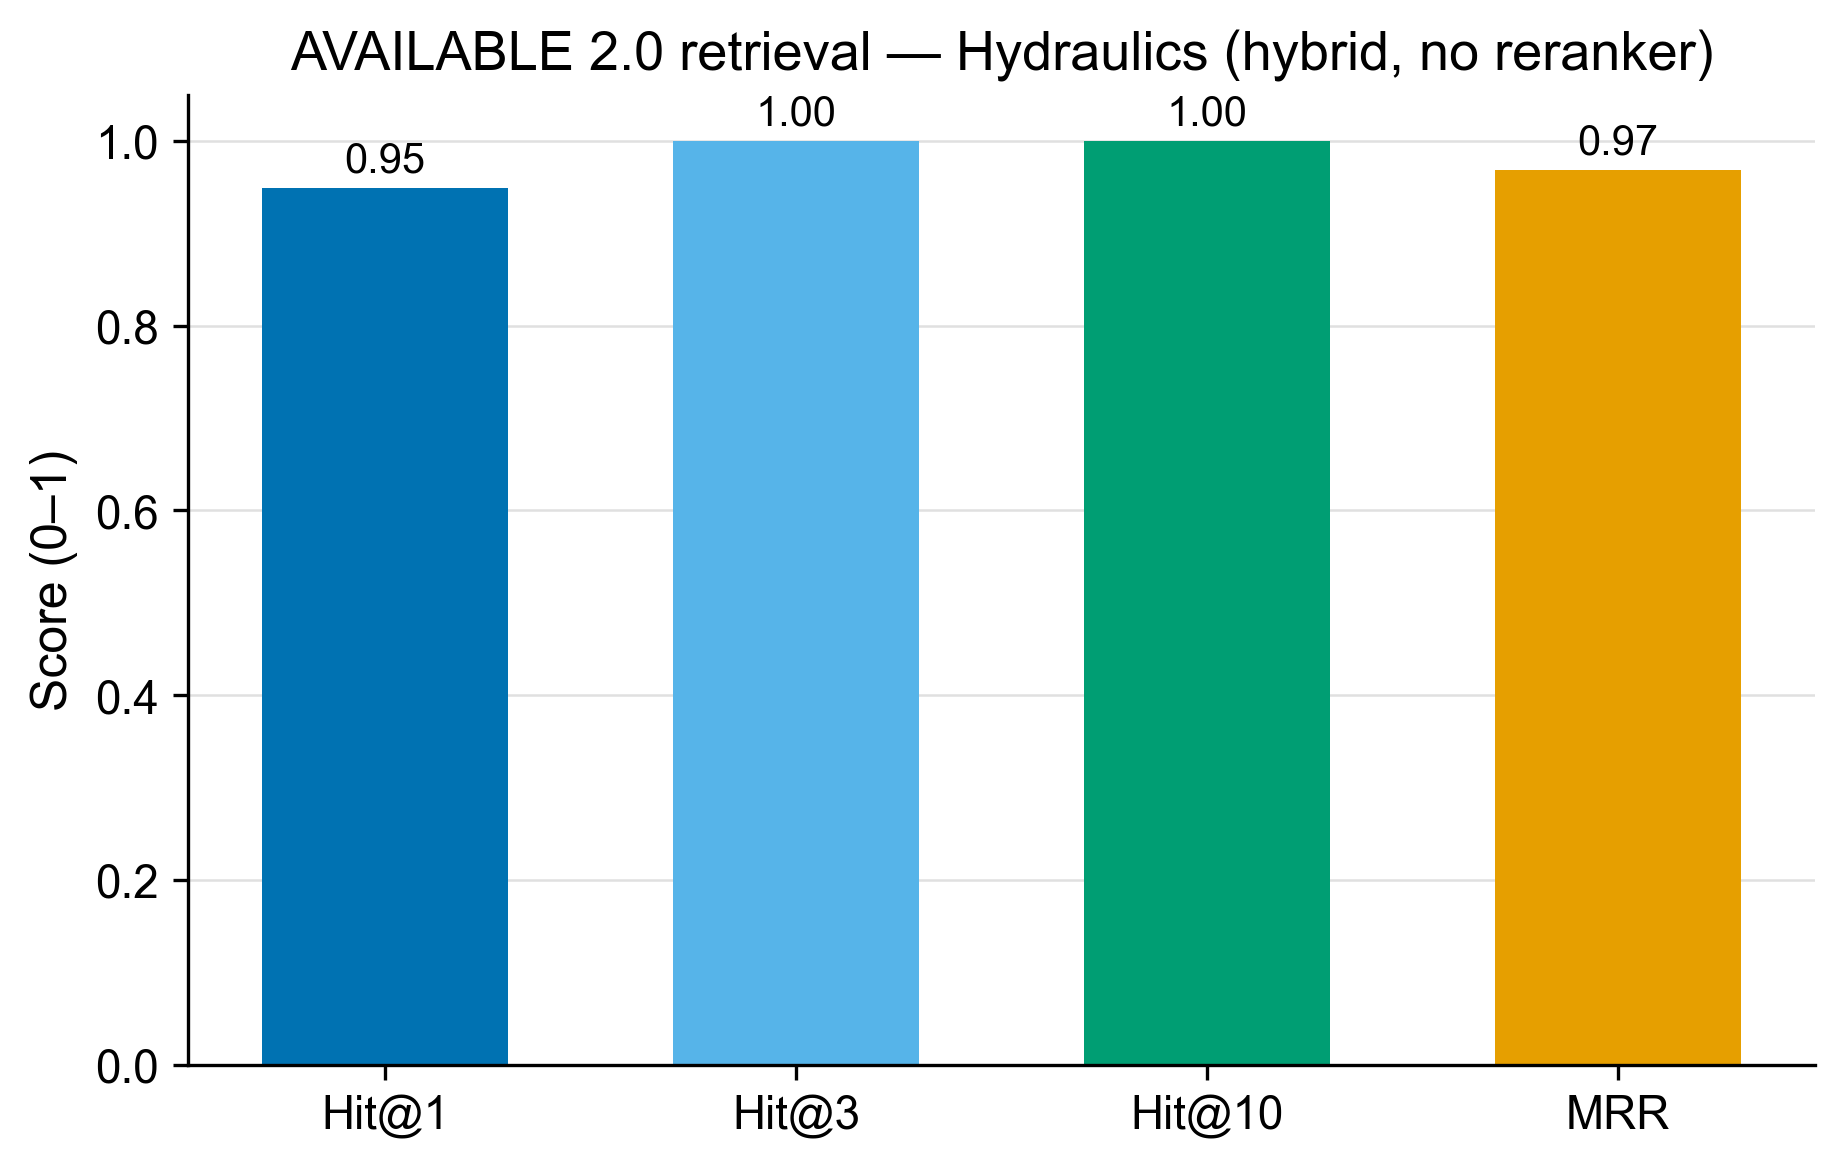 AVAILABLE 2.0 retrieval — Hydraulics (hybrid, no reranker)
Score (0–1)
1.0
0.8
0.6
0.4
0.2
0.0
0.95
1.00
1.00
0.97
Hit@1
Hit@3
Hit@10
MRR